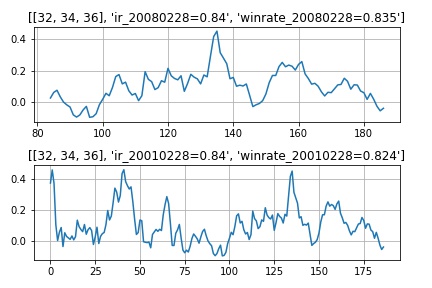 [[32, 34, 36], 'ir_20080228=0.84', 'winrate_20080228=0.835']
0.4
0.2
0.0
80 100 120 140 160 180
[[32, 34, 36], 'ir_20010228=0.84', 'winrate_20010228=0.824']
0.4
0.2
0.0
0 25 50 75 100 125 150 175